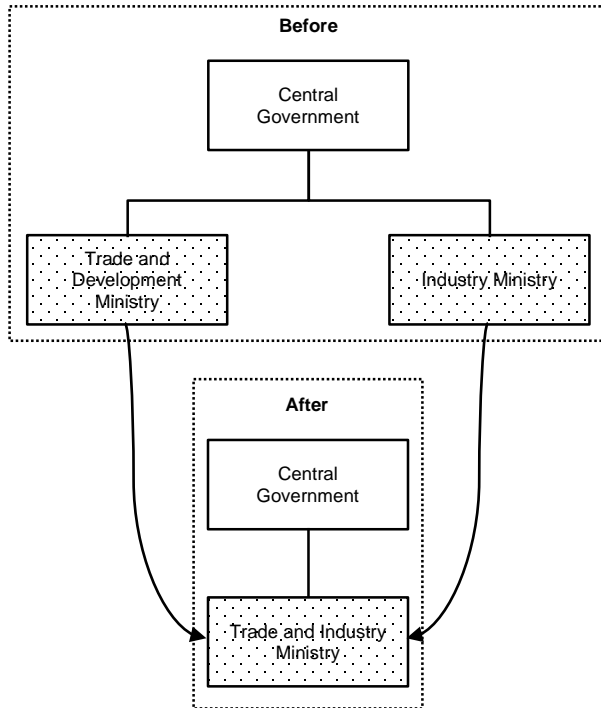 Before
Central
Government
Trade and
Development
Ministry
Industry Ministry
After
Central
Government
Trade and Industry
Ministry